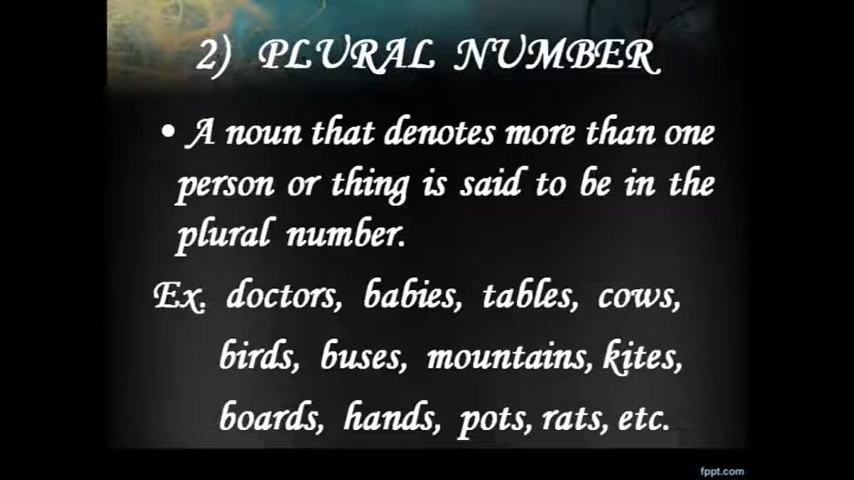 2) PLURAL NUMBER
• A noun that denotes more than one
person or thing is said to be in the
plural number.
Ex. doctors, babies, tables, cows,
birds, buses, mountains, kites,
boards, hands, pots, rats, etc.
fppt.com